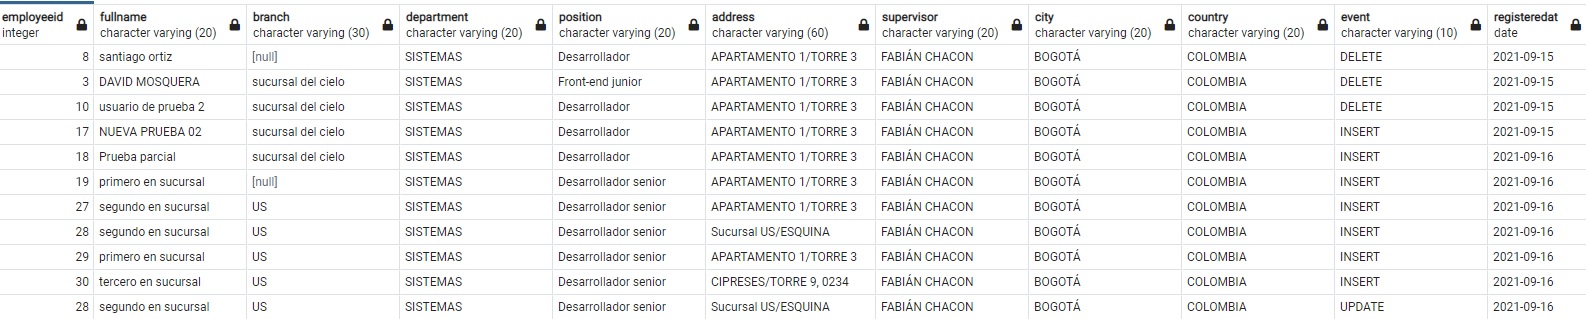 employeeid fullname branch department position address supervisor city country event registeredat
integer character varying (20) character varying (30) character varying (20) character varying (20) character varying (60) character varying (20) character varying (20) character varying (20) character varying (10) date
8 santiago ortiz [null] SISTEMAS Desarrollador APARTAMENTO 1/TORRE 3 FABIÁN CHACON BOGOTÁ COLOMBIA DELETE 2021-09-15
3 DAVID MOSQUERA sucursal del cielo SISTEMAS Front-end junior APARTAMENTO 1/TORRE 3 FABIÁN CHACON BOGOTÁ COLOMBIA DELETE 2021-09-15
10 usuario de prueba 2 sucursal del cielo SISTEMAS Desarrollador APARTAMENTO 1/TORRE 3 FABIÁN CHACON BOGOTÁ COLOMBIA DELETE 2021-09-15
17 NUEVA PRUEBA 02 sucursal del cielo SISTEMAS Desarrollador APARTAMENTO 1/TORRE 3 FABIÁN CHACON BOGOTÁ COLOMBIA INSERT 2021-09-15
18 Prueba parcial sucursal del cielo SISTEMAS Desarrollador APARTAMENTO 1/TORRE 3 FABIÁN CHACON BOGOTÁ COLOMBIA INSERT 2021-09-16
19 primero en sucursal [null] SISTEMAS Desarrollador senior APARTAMENTO 1/TORRE 3 FABIÁN CHACON BOGOTÁ COLOMBIA INSERT 2021-09-16
27 segundo en sucursal US SISTEMAS Desarrollador senior APARTAMENTO 1/TORRE 3 FABIÁN CHACON BOGOTÁ COLOMBIA INSERT 2021-09-16
28 segundo en sucursal US SISTEMAS Desarrollador senior Sucursal US/ESQUINA FABIÁN CHACON BOGOTÁ COLOMBIA INSERT 2021-09-16
29 primero en sucursal US SISTEMAS Desarrollador senior APARTAMENTO 1/TORRE 3 FABIÁN CHACON BOGOTÁ COLOMBIA INSERT 2021-09-16
30 tercero en sucursal US SISTEMAS Desarrollador senior CIPRESES/TORRE 9, 0234 FABIÁN CHACON BOGOTÁ COLOMBIA INSERT 2021-09-16
28 segundo en sucursal US SISTEMAS Desarrollador senior Sucursal US/ESQUINA FABIÁN CHACON BOGOTÁ COLOMBIA UPDATE 2021-09-16